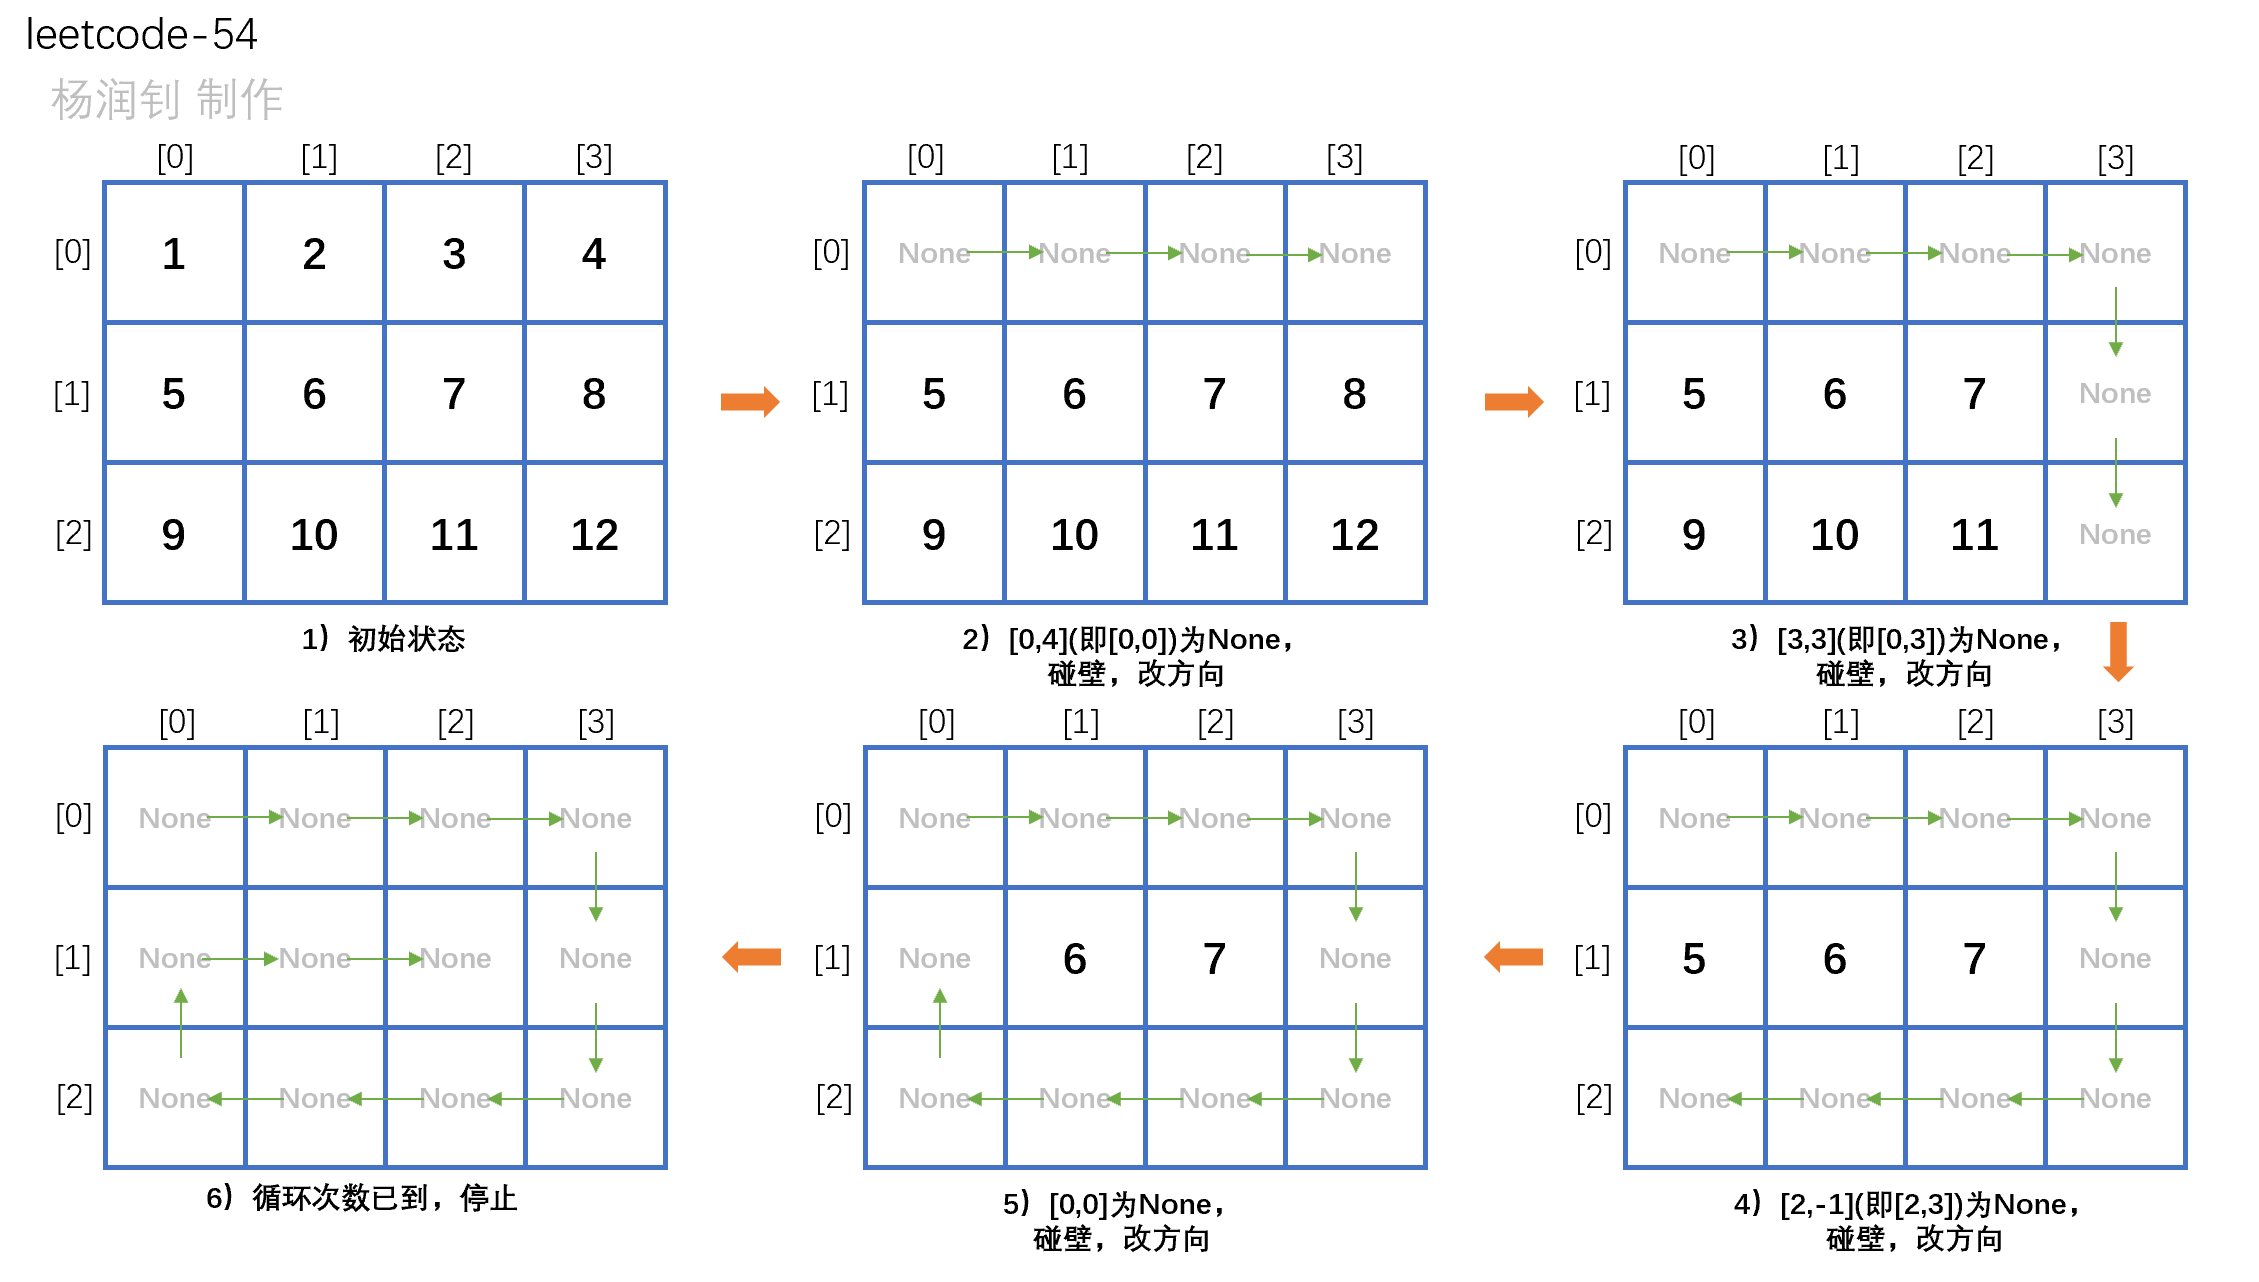 leetcode-54
杨润钊 制作
[0] [1] [2] [3]
[0] 1 2 3 4
[1] 5 6 7 8
[2] 9 10 11 12
1）初始状态
[0] [1] [2] [3]
[0] None None None None
[1] 5 6 7 8
[2] 9 10 11 12
2）[0,4](即[0,0])为None，
碰壁，改方向
[0] [1] [2] [3]
[0] None None None None
[1] 5 6 7 None
[2] 9 10 11 None
3）[3,3](即[0,3])为None，
碰壁，改方向
[0] [1] [2] [3]
[0] None None None None
[1] 5 6 7 None
[2] None None None None
4）[2,-1](即[2,3])为None，
碰壁，改方向
[0] [1] [2] [3]
[0] None None None None
[1] None 6 7 None
[2] None None None None
5）[0,0]为None，
碰壁，改方向
[0] [1] [2] [3]
[0] None None None None
[1] None None None None
[2] None None None None
6）循环次数已到，停止